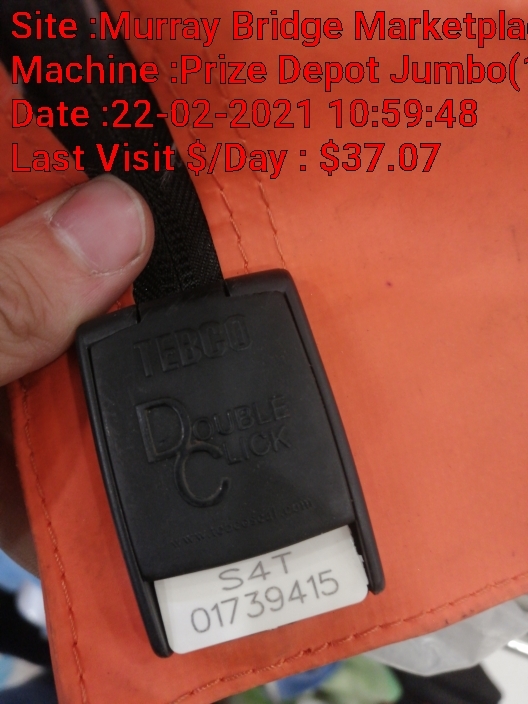 Site :Murray Bridge Marketpla
Machine :Prize Depot Jumbo(
Date :22-02-2021 10:59:48
Last Visit $/Day : $37.07
TEBCO
DOUBLE
CLICK
S4T
01739415